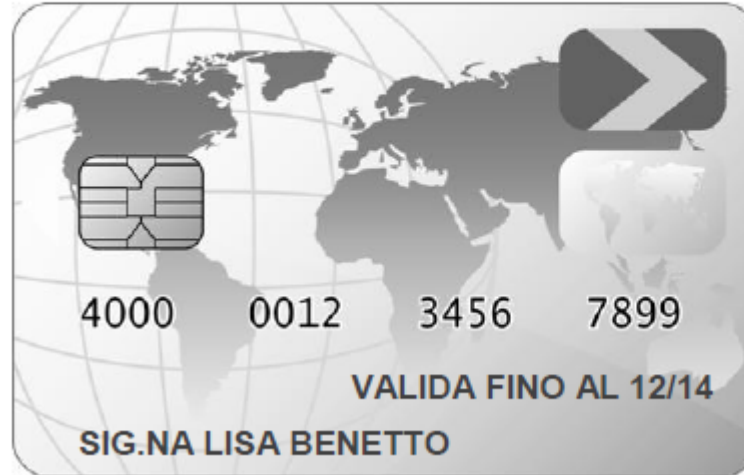 4000 0012 3456 7899
VALIDA FINO AL 12/14
SIG.NA LISA BENETTO